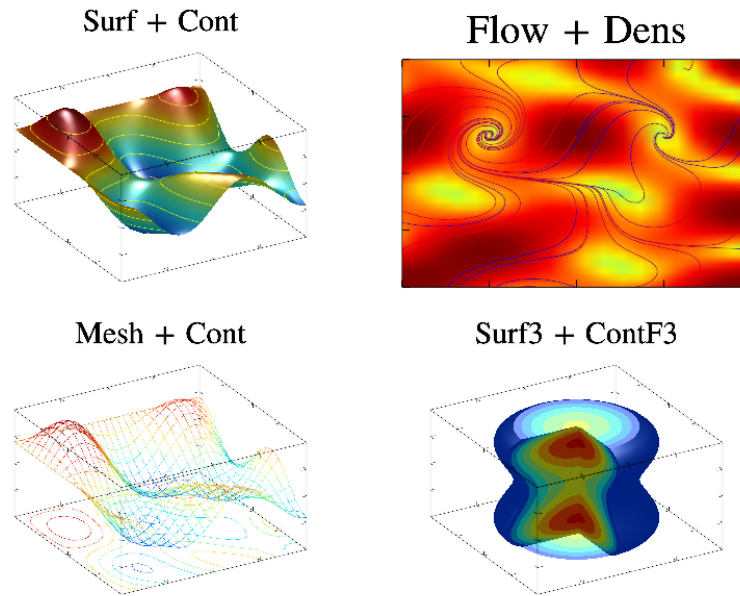 Surf + Cont
Flow + Dens
Mesh + Cont
Surf3 + ContF3